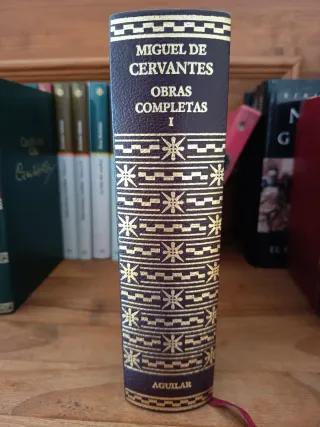 MIGUEL DE
CERVANTES
OBRAS
COMPLETAS
I
AGUILAR